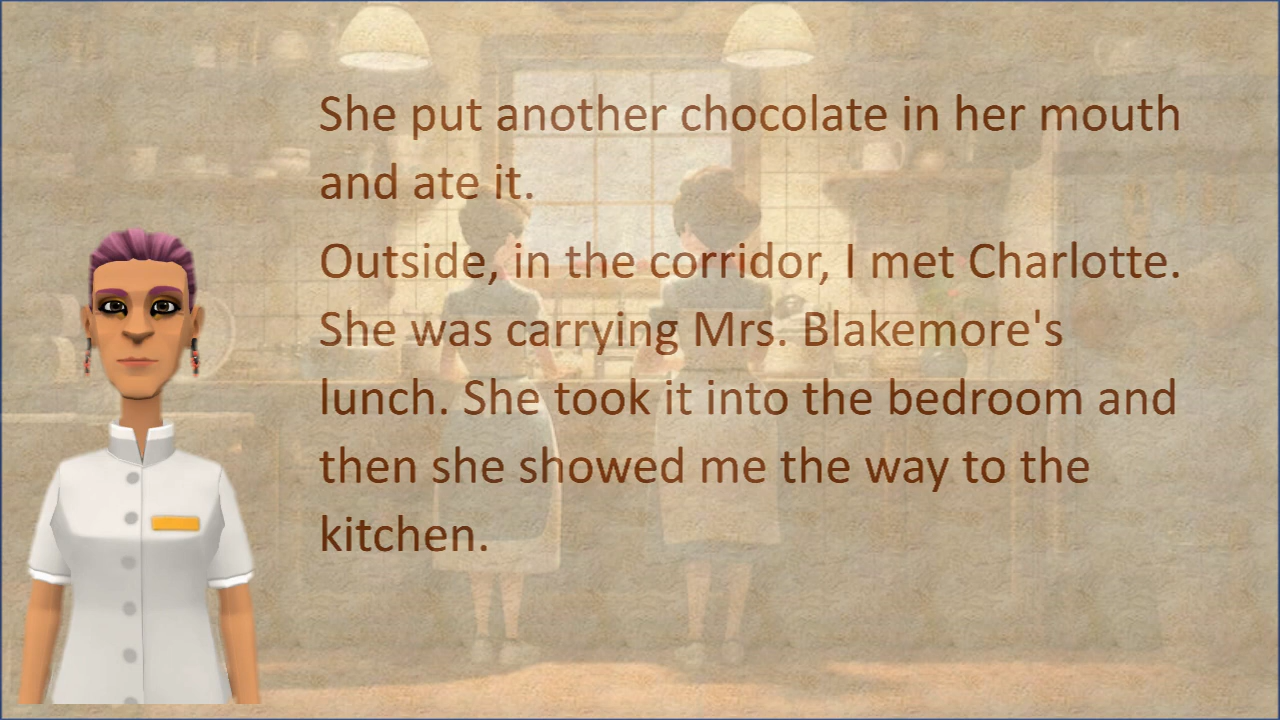 She put another chocolate in her mouth
and ate it.
Outside, in the corridor, I met Charlotte.
She was carrying Mrs. Blakemore's
lunch. She took it into the bedroom and
then she showed me the way to the
kitchen.